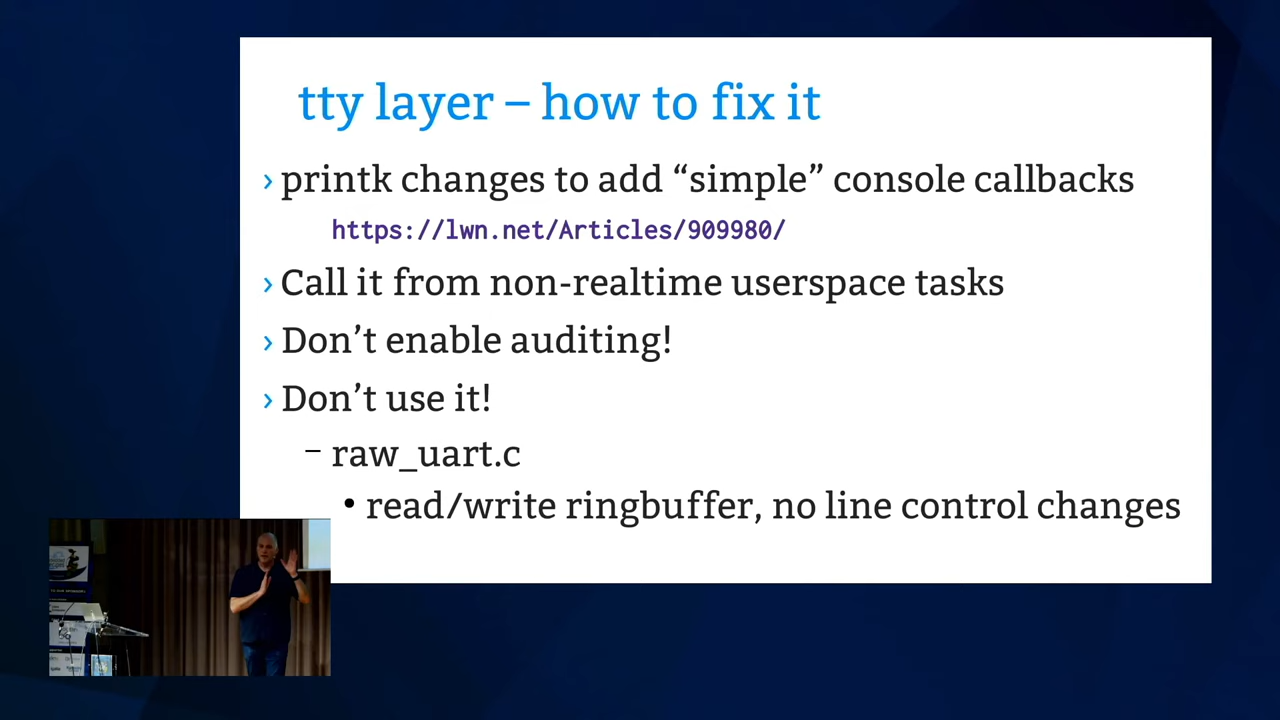 tty layer – how to fix it
› printk changes to add “simple” console callbacks
https://lwn.net/Articles/909980/
› Call it from non-realtime userspace tasks
› Don’t enable auditing!
› Don’t use it!
– raw_uart.c
• read/write ringbuffer, no line control changes